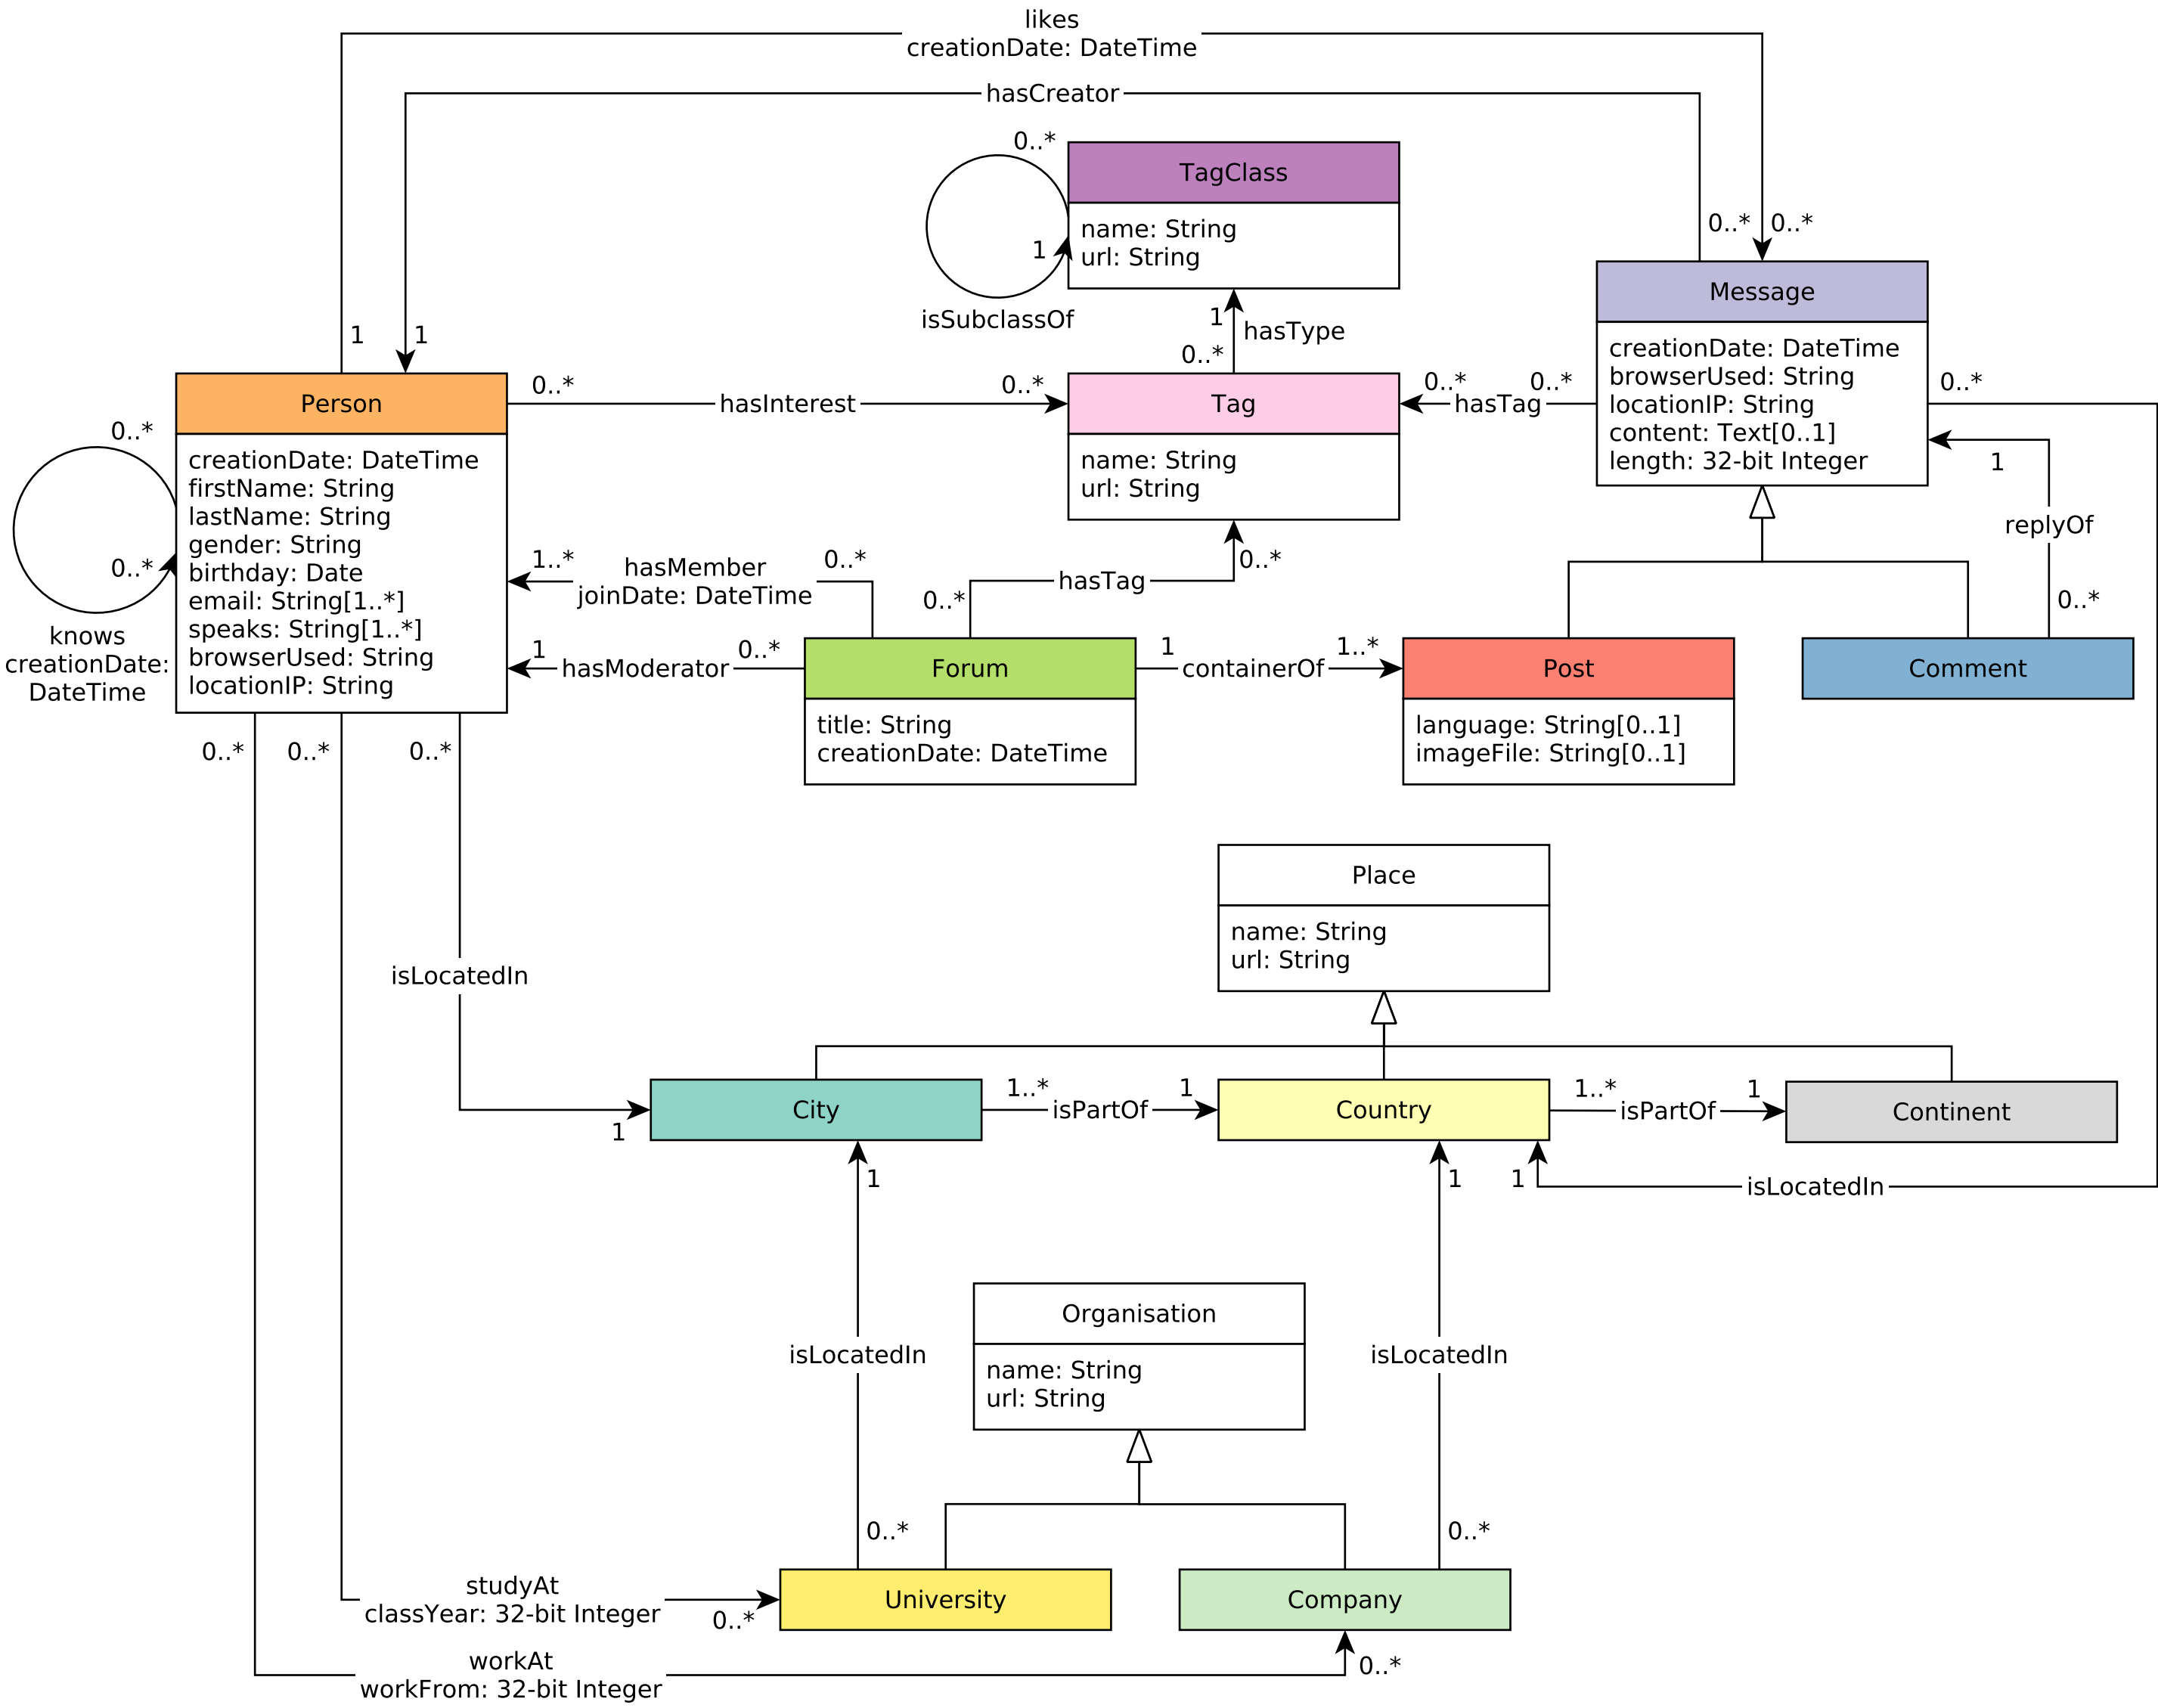 likes
creationDate: DateTime
hasCreator
0..*
TagClass
name: String
url: String
1
isSubclassOf
0..*
0..*
Message
creationDate: DateTime
browserUsed: String
locationIP: String
content: Text[0..1]
length: 32-bit Integer
1
1
1
hasType
0..*
Person
creationDate: DateTime
firstName: String
lastName: String
gender: String
birthday: Date
email: String[1..*]
speaks: String[1..*]
browserUsed: String
locationIP: String
0..*
hasInterest
0..*
Tag
name: String
url: String
0..*
hasTag
0..*
0..*
0..*
0..*
knows
creationDate:
DateTime
1
replyOf
0..*
1..*
hasMember
joinDate: DateTime
0..*
0..*
hasTag
0..*
1
hasModerator
0..*
Forum
title: String
creationDate: DateTime
1
containerOf
1..*
Post
language: String[0..1]
imageFile: String[0..1]
Comment
0..*
0..*
0..*
Place
name: String
url: String
isLocatedIn
1
City
1..*
isPartOf
1
Country
1..*
isPartOf
1
Continent
1
1
1
isLocatedIn
Organisation
name: String
url: String
isLocatedIn
isLocatedIn
0..*
0..*
studyAt
classYear: 32-bit Integer
0..*
University
Company
workAt
workFrom: 32-bit Integer
0..*